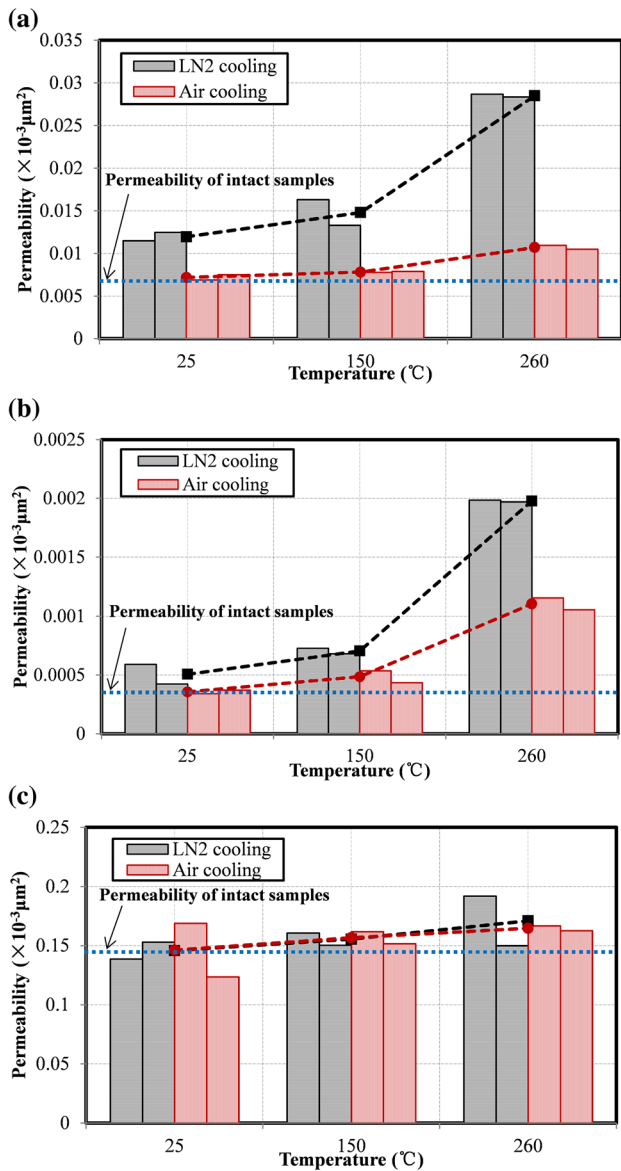 (a)
0.035
0.03
0.025
0.02
0.015
0.01
0.005
0
Permeability (×10⁻³μm²)
LN2 cooling
Air cooling
Permeability of intact samples
25 150 260
Temperature (℃)
(b)
0.0025
0.002
0.0015
0.001
0.0005
0
Permeability (×10⁻³μm²)
LN2 cooling
Air cooling
Permeability of intact samples
25 150 260
Temperature (℃)
(c)
0.25
0.2
0.15
0.1
0.05
0
Permeability (×10⁻³μm²)
LN2 cooling
Air cooling
Permeability of intact samples
25 150 260
Temperature (℃)